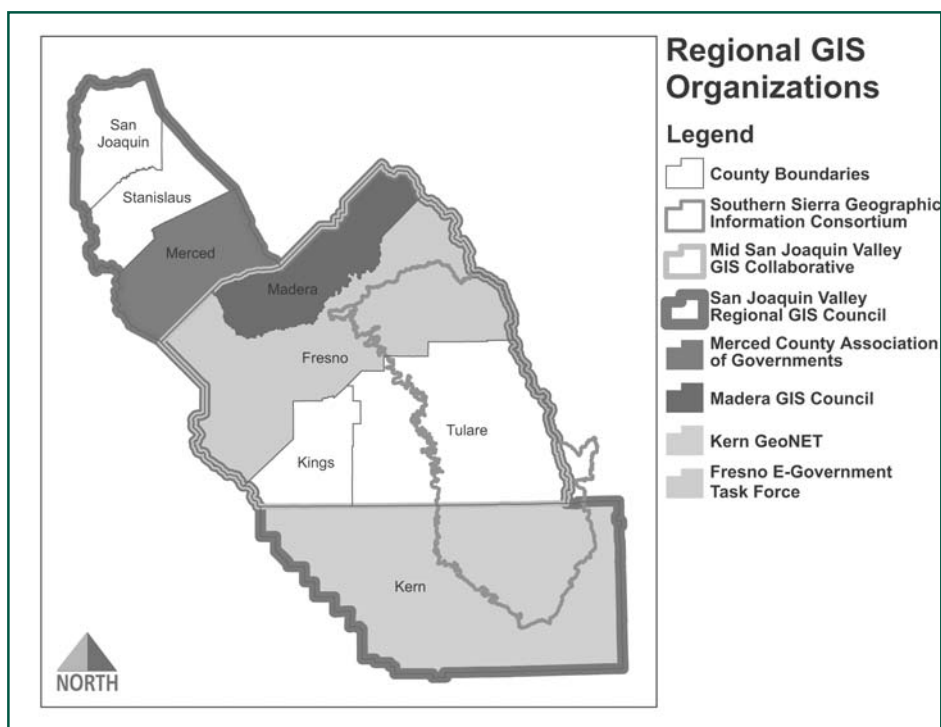 Regional GIS
Organizations
Legend
County Boundaries
Southern Sierra Geographic
Information Consortium
Mid San Joaquin Valley
GIS Collaborative
San Joaquin Valley
Regional GIS Council
Merced County Association
of Governments
Madera GIS Council
Kern GeoNET
Fresno E-Government
Task Force
San
Joaquin
Stanislaus
Merced
Madera
Fresno
Tulare
Kings
Kern
NORTH